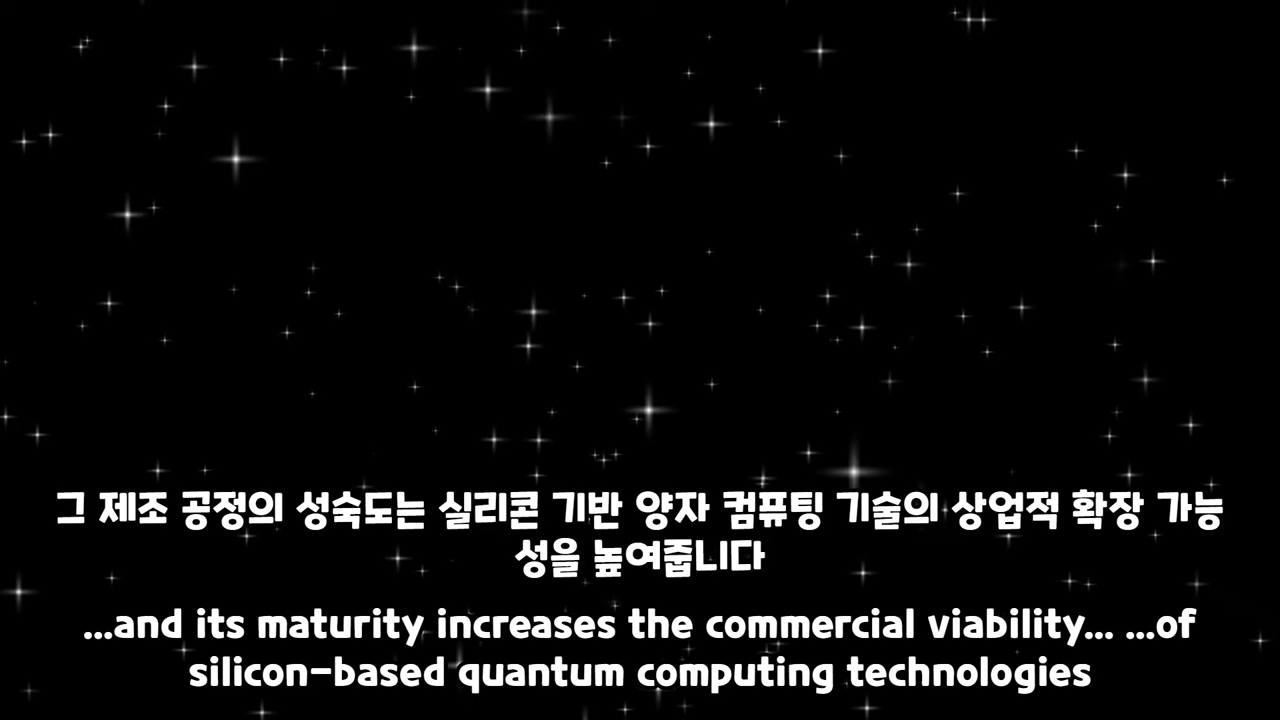 그 제조 공정의 성숙도는 실리콘 기반 양자 컴퓨팅 기술의 상업적 확장 가능
성을 높여줍니다
...and its maturity increases the commercial viability... ...of
silicon-based quantum computing technologies